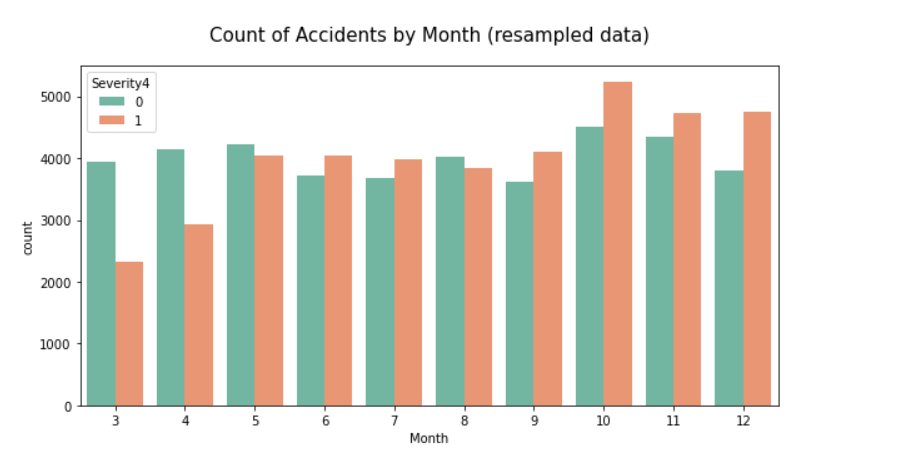 Count of Accidents by Month (resampled data)
Severity4
0
1
5000
4000
3000
2000
1000
0
count
3 4 5 6 7 8 9 10 11 12
Month